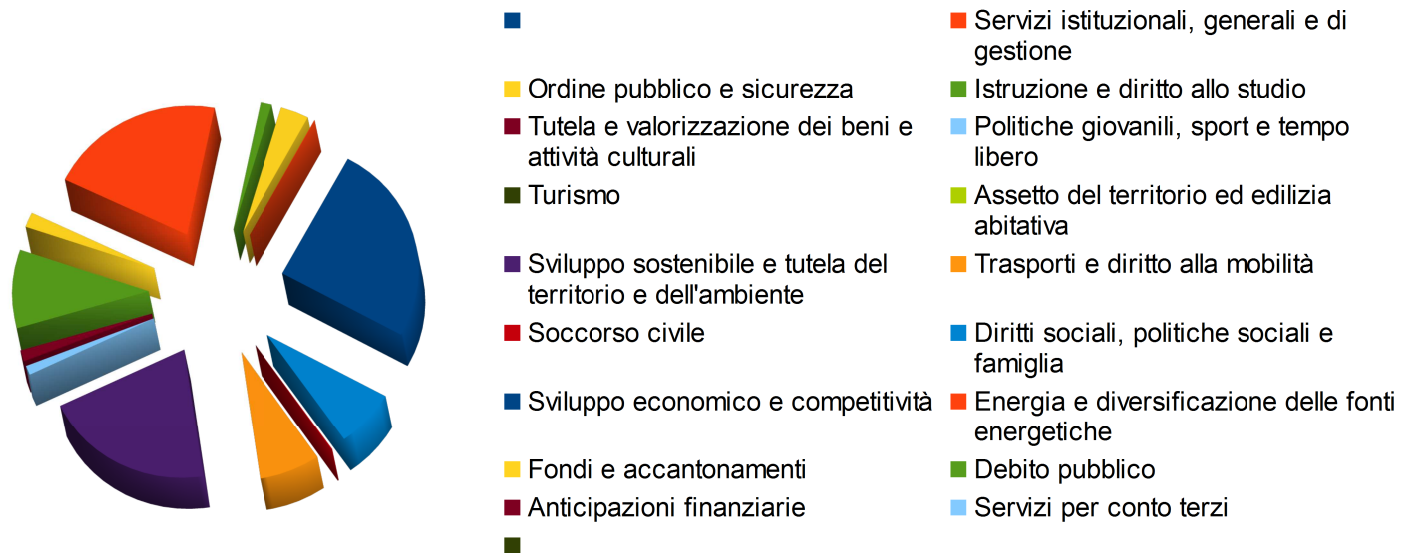 Servizi istituzionali, generali e di
gestione
Ordine pubblico e sicurezza
Istruzione e diritto allo studio
Tutela e valorizzazione dei beni e
attività culturali
Politiche giovanili, sport e tempo
libero
Turismo
Assetto del territorio ed edilizia
abitativa
Sviluppo sostenibile e tutela del
territorio e dell'ambiente
Trasporti e diritto alla mobilità
Soccorso civile
Diritti sociali, politiche sociali e
famiglia
Sviluppo economico e competitività
Energia e diversificazione delle fonti
energetiche
Fondi e accantonamenti
Debito pubblico
Anticipazioni finanziarie
Servizi per conto terzi